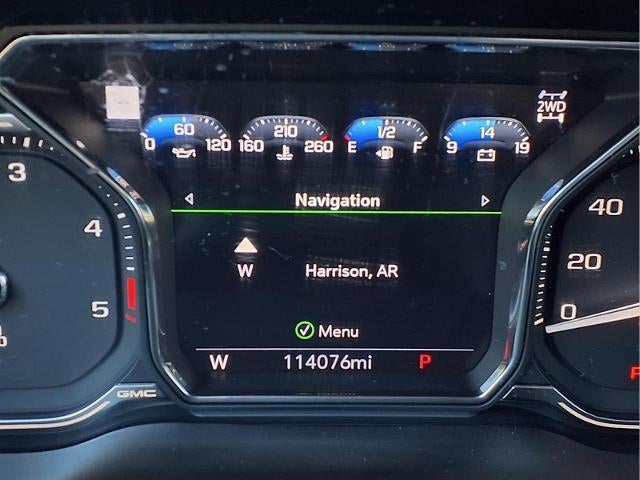 2WD
60 210 1/2 14
0 120 160 260 E F 9 19
Navigation
W Harrison, AR
Menu
W 114076mi P
3
4
5
GMC
40
20
0
P